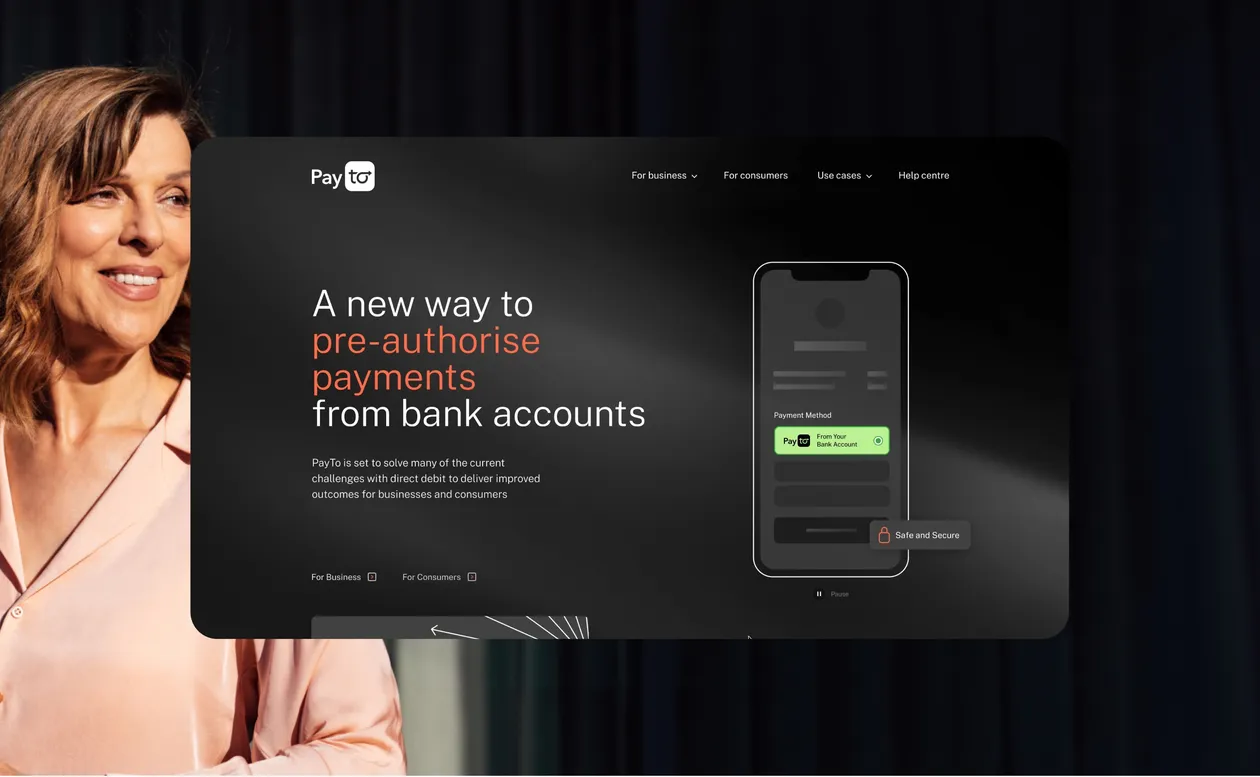 Pay to
For business
For consumers
Use cases
Help centre
A new way to
pre-authorise
payments
from bank accounts
PayTo is set to solve many of the current
challenges with direct debit to deliver improved
outcomes for businesses and consumers
For Business
For Consumers
Payment Method
Pay to
From Your
Bank Account
Safe and Secure
Pause